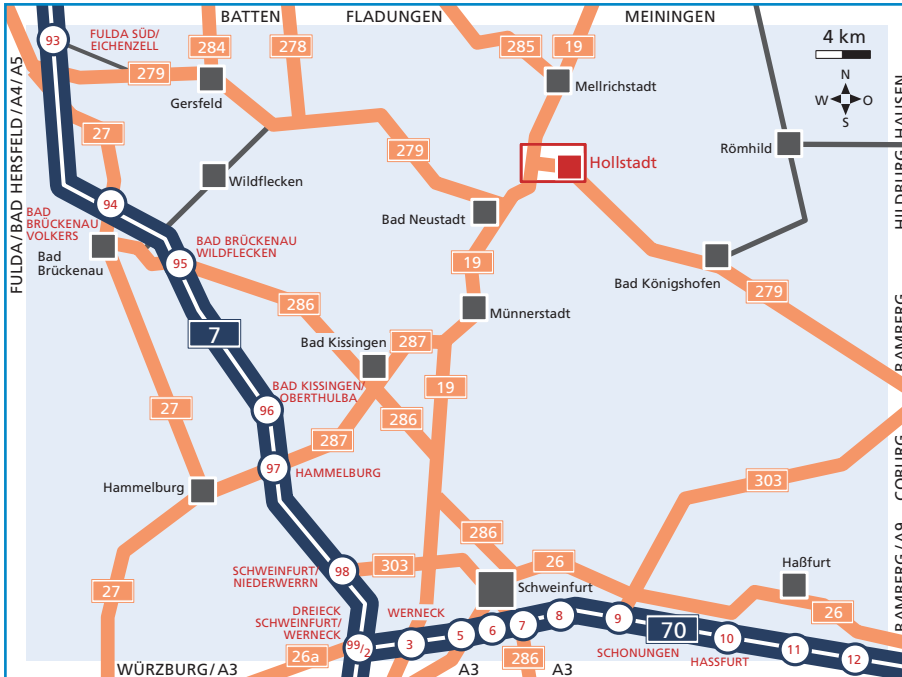 BATTEN
FLADUNGEN
MEININGEN
93
FULDA SÜD/
EICHENZELL
284
278
285
19
4 km
N
W O
S
279
Gersfeld
Mellrichstadt
FULDA/BAD HERSFELD/A4/A5
HILDBURGHAUSEN
27
279
Römhild
Hollstadt
Wildflecken
94
BAD
BRÜCKENAU
VOLKERS
Bad Neustadt
Bad
Brückenau
BAD BRÜCKENAU
WILDFLECKEN
95
19
Bad Königshofen
279
286
Münnerstadt
7
Bad Kissingen
287
BAMBERG
19
BAD KISSINGEN/
OBERTHULBA
96
27
286
287
97
HAMMELBURG
COBURG
303
Hammelburg
286
SCHWEINFURT/
NIEDERWERRN
98
303
26
Haßfurt
Schweinfurt
27
BAMBERG/A9
DREIECK
SCHWEINFURT/
WERNECK
WERNECK
8
9
26
70
6
7
5
3
99/2
10
11
12
26a
286
SCHONUNGEN
HASSFURT
WÜRZBURG/A3
A3
A3